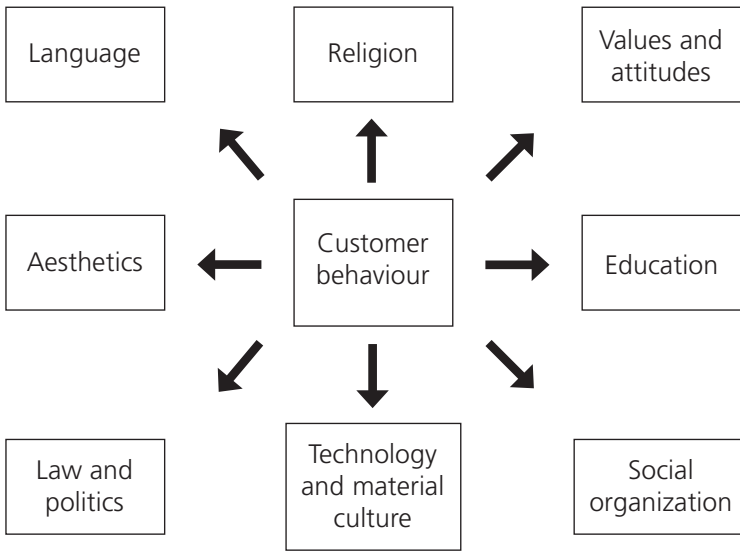 Language
Religion
Values and
attitudes
Aesthetics
Customer
behaviour
Education
Law and
politics
Technology
and material
culture
Social
organization